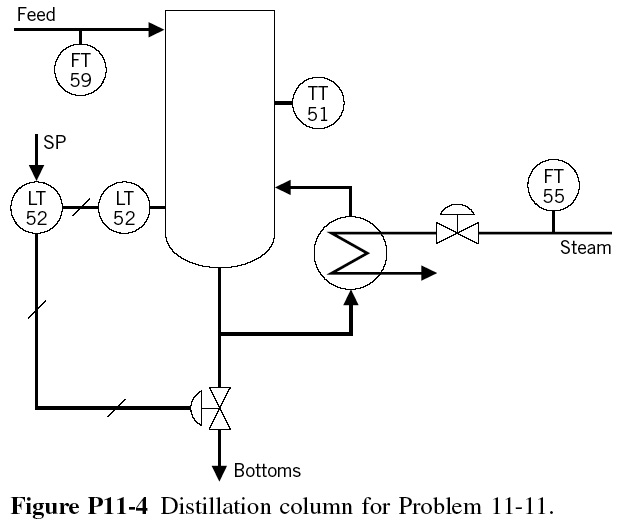 Feed
FT
59
TT
51
SP
LT
52
LT
52
FT
55
Steam
Bottoms
Figure P11-4 Distillation column for Problem 11-11.